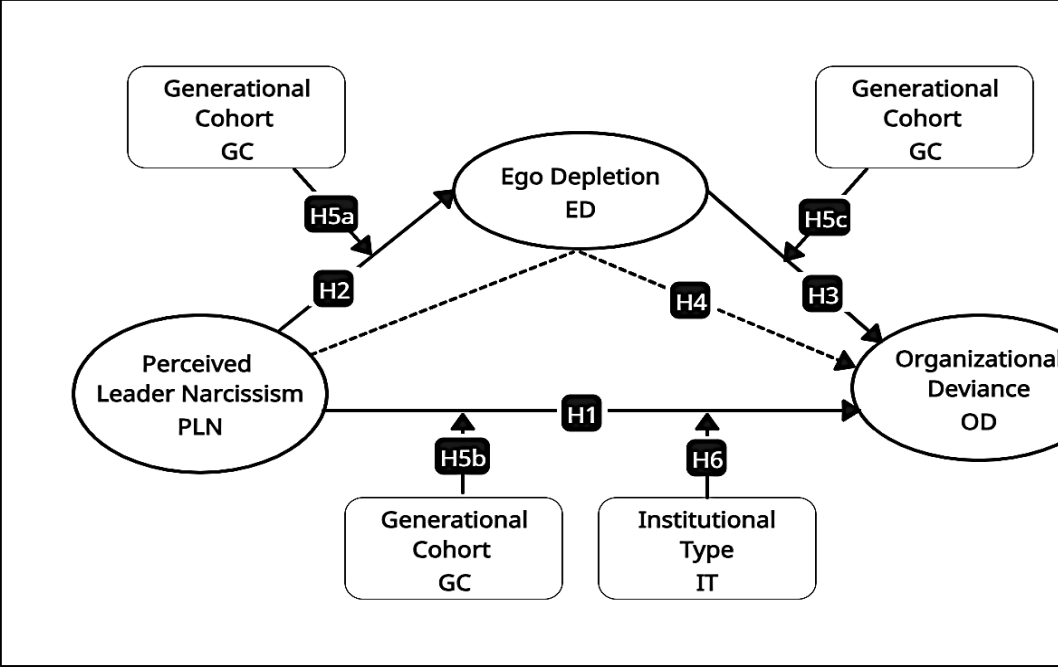 Generational
Cohort
GC
Generational
Cohort
GC
Ego Depletion
ED
H5a
H5c
H2
H4
H3
Perceived
Leader Narcissism
PLN
Organizational
Deviance
OD
H1
H5b
H6
Generational
Cohort
GC
Institutional
Type
IT